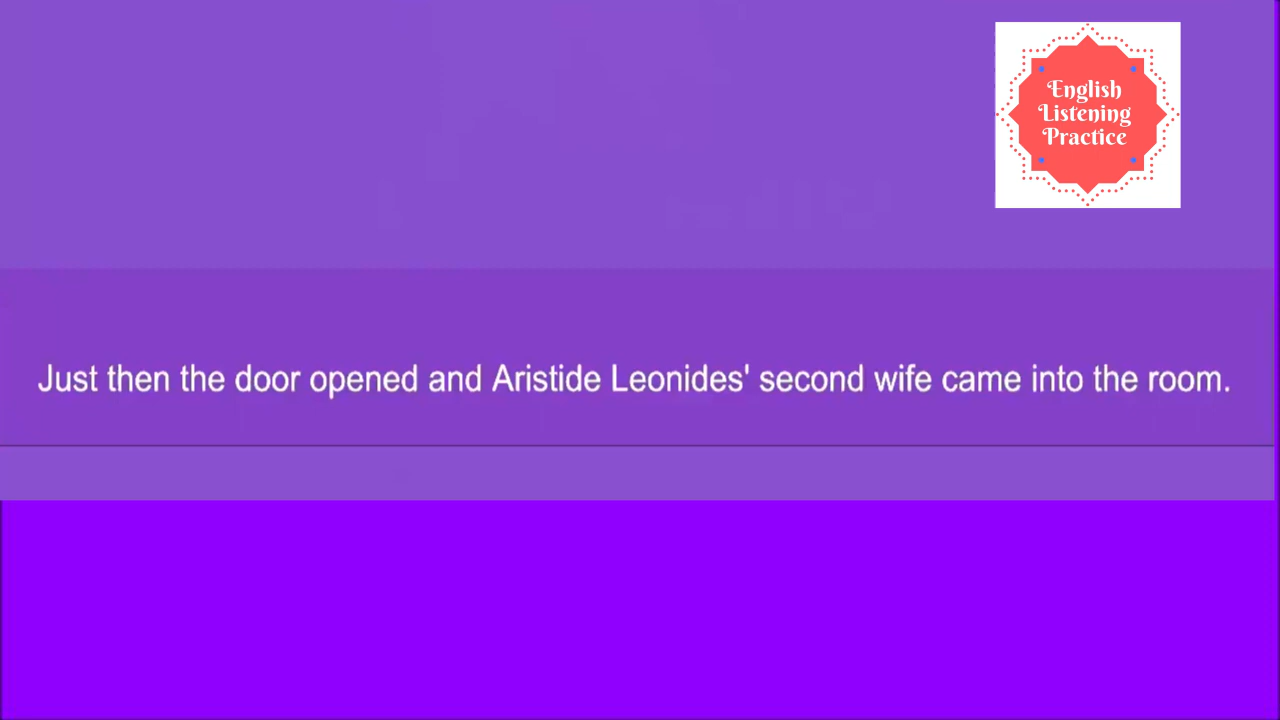 English
Listening
Practice
Just then the door opened and Aristide Leonides' second wife came into the room.